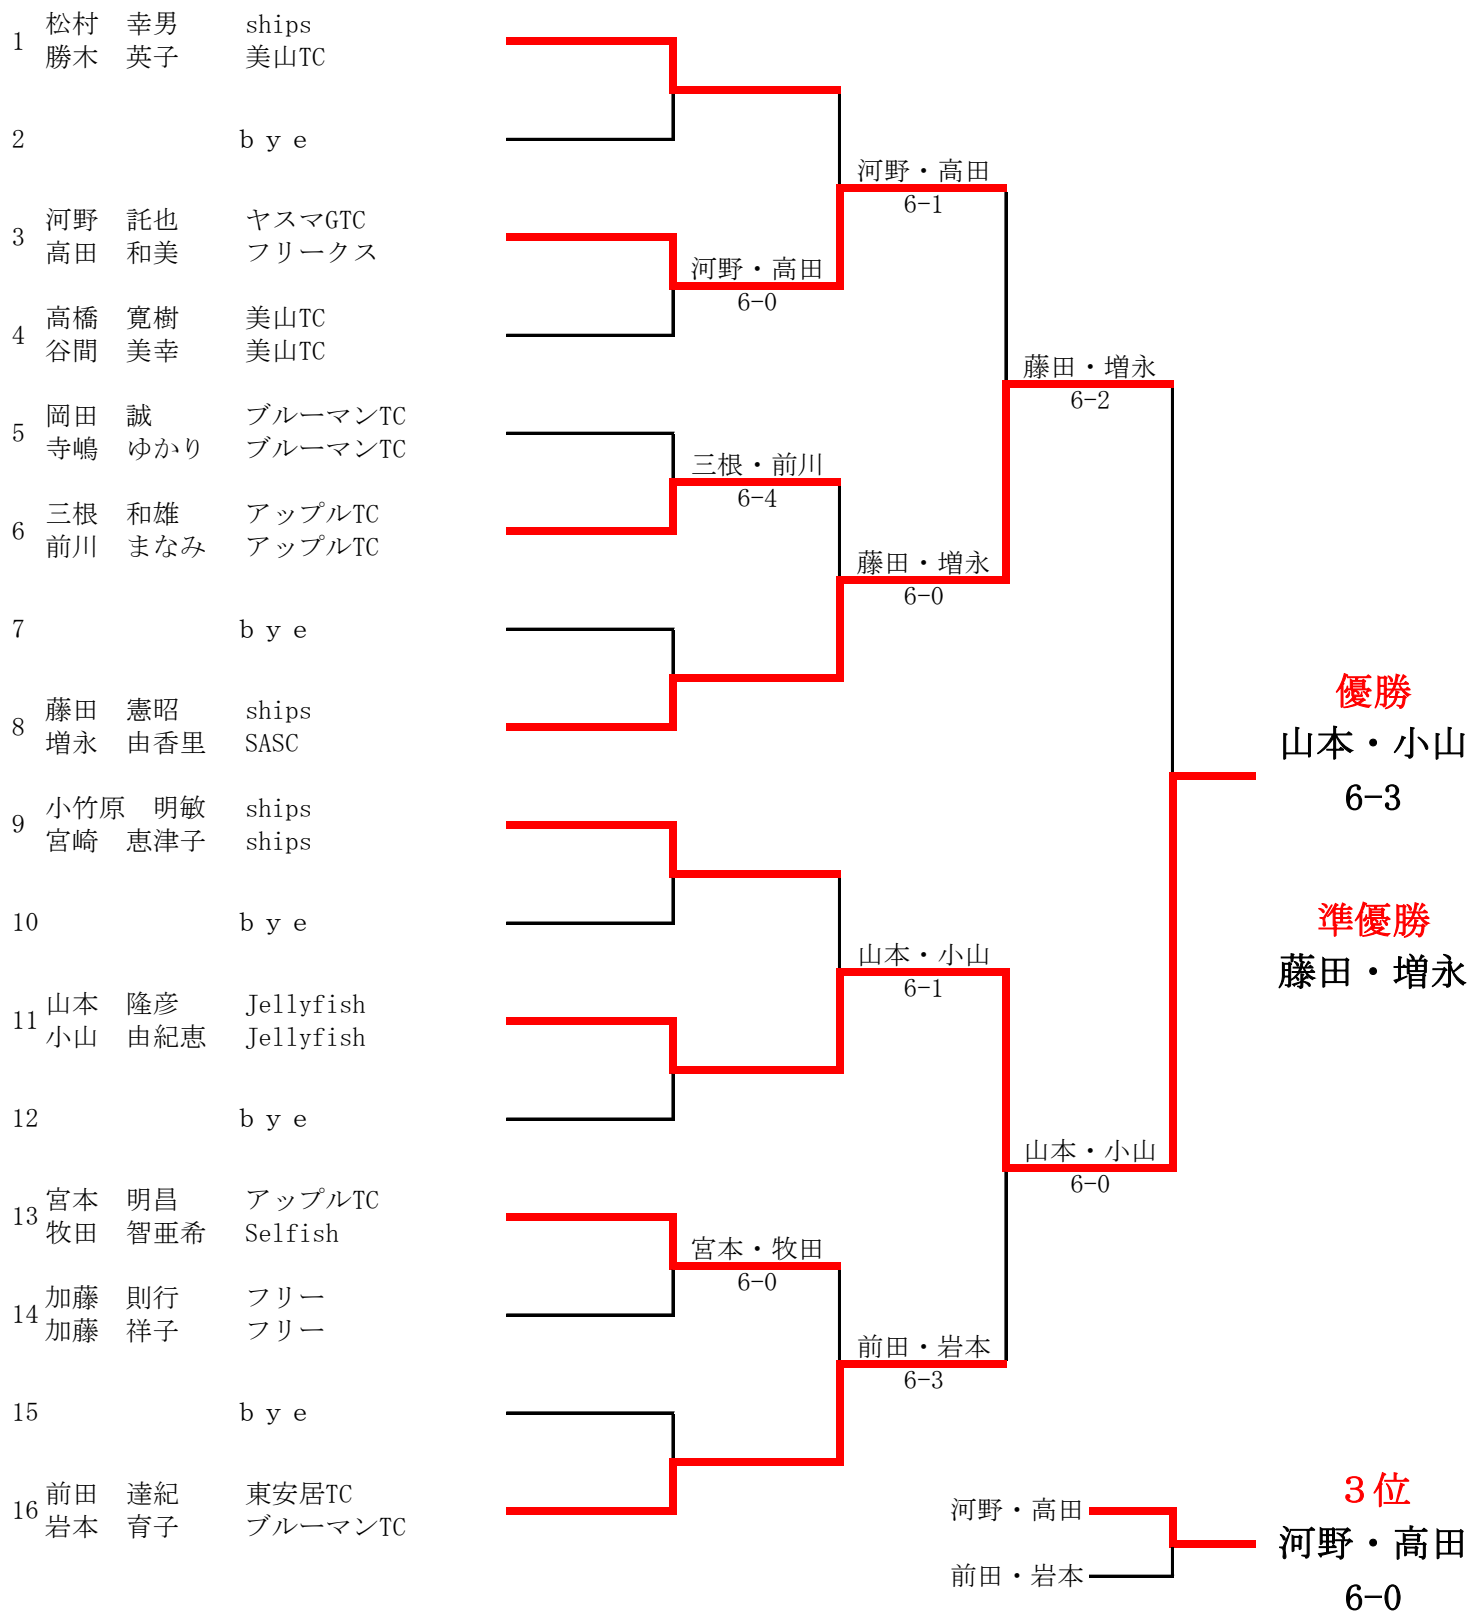 松村　幸男　ships
1
勝木　英子　美山TC
2　ｂｙｅ
河野　託也　ヤスマGTC
3
高田　和美　フリークス
高橋　寛樹　美山TC
4
谷間　美幸　美山TC
岡田　誠　ブルーマンTC
5
寺嶋　ゆかり　ブルーマンTC
三根　和雄　アップルTC
6
前川　まなみ　アップルTC
7　ｂｙｅ
藤田　憲昭　ships
8
増永　由香里　SASC
小竹原　明敏　ships
9
宮崎　恵津子　ships
10　ｂｙｅ
山本　隆彦　Jellyfish
11
小山　由紀恵　Jellyfish
12　ｂｙｅ
宮本　明昌　アップルTC
13
牧田　智亜希　Selfish
加藤　則行　フリー
14
加藤　祥子　フリー
15　ｂｙｅ
前田　達紀　東安居TC
16
岩本　育子　ブルーマンTC
河野・高田
6-0
三根・前川
6-4
宮本・牧田
6-0
河野・高田
6-1
藤田・増永
6-0
山本・小山
6-1
前田・岩本
6-3
藤田・増永
6-2
山本・小山
6-0
優勝
山本・小山
6-3
準優勝
藤田・増永
河野・高田
前田・岩本
３位
河野・高田
6-0